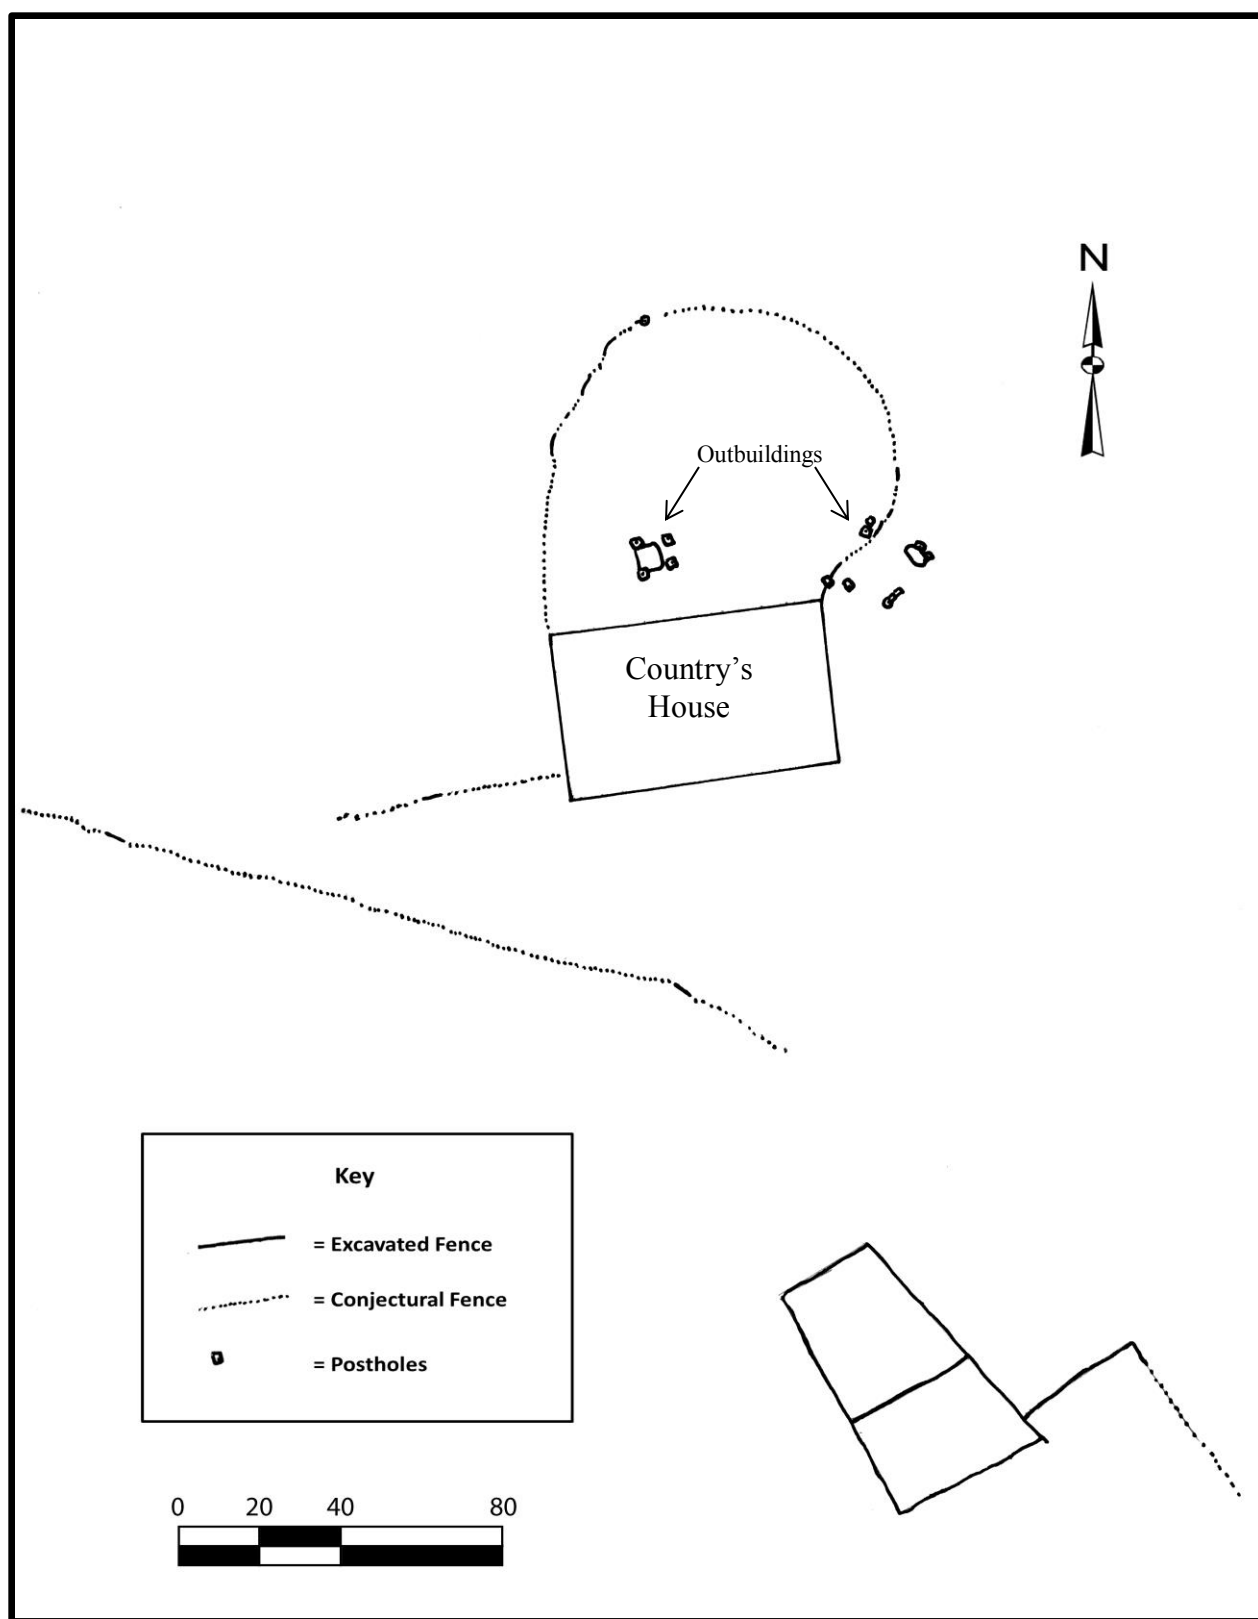 N
Outbuildings
Country’s
House
Key
= Excavated Fence
= Conjectural Fence
= Postholes
0 20 40 80